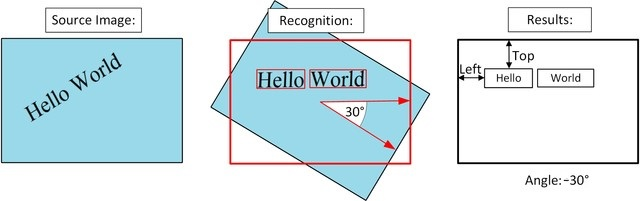 Source Image:
Hello World
Recognition:
Hello World
30°
Results:
Top
Left
Hello World
Angle:-30°